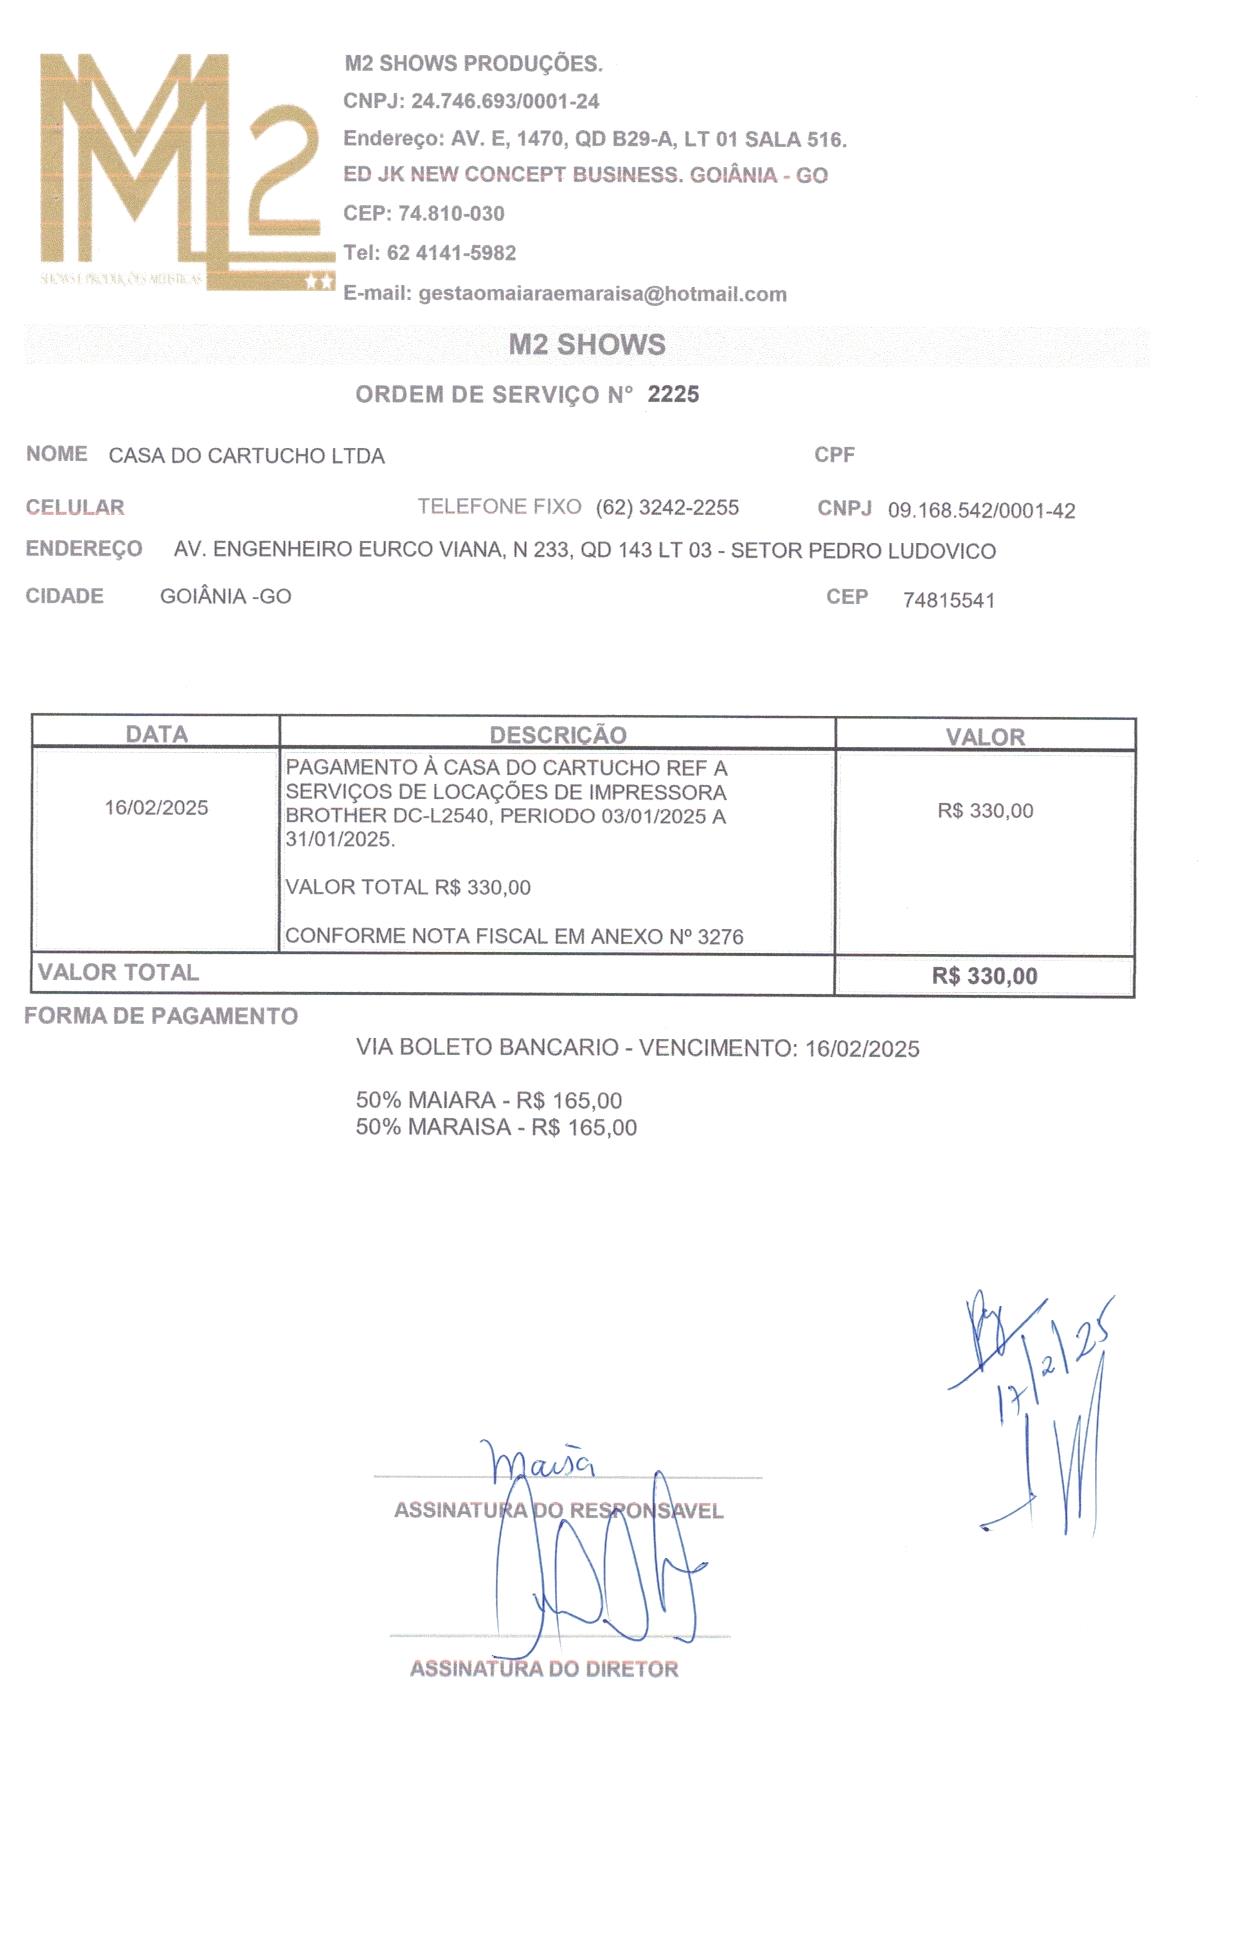 M2
SHOWS E PRODUÇÕES ARTISTICAS
M2 SHOWS PRODUÇÕES.
CNPJ: 24.746.693/0001-24
Endereço: AV. E, 1470, QD B29-A, LT 01 SALA 516.
ED JK NEW CONCEPT BUSINESS. GOIÂNIA - GO
CEP: 74.810-030
Tel: 62 4141-5982
E-mail: gestaomaiaraemaraisa@hotmail.com
M2 SHOWS
ORDEM DE SERVIÇO N° 2225
NOME CASA DO CARTUCHO LTDA CPF
CELULAR TELEFONE FIXO (62) 3242-2255 CNPJ 09.168.542/0001-42
ENDEREÇO AV. ENGENHEIRO EURCO VIANA, N 233, QD 143 LT 03 - SETOR PEDRO LUDOVICO
CIDADE GOIÂNIA -GO CEP 74815541
DATA DESCRIÇÃO VALOR
PAGAMENTO À CASA DO CARTUCHO REF A
SERVIÇOS DE LOCAÇÕES DE IMPRESSORA
16/02/2025 BROTHER DC-L2540, PERIODO 03/01/2025 A R$ 330,00
31/01/2025.
VALOR TOTAL R$ 330,00
CONFORME NOTA FISCAL EM ANEXO Nº 3276
VALOR TOTAL R$ 330,00
FORMA DE PAGAMENTO
VIA BOLETO BANCARIO - VENCIMENTO: 16/02/2025
50% MAIARA - R$ 165,00
50% MARAISA - R$ 165,00
Pg
17/2/25
Maisa
ASSINATURA DO RESPONSAVEL
ASSINATURA DO DIRETOR